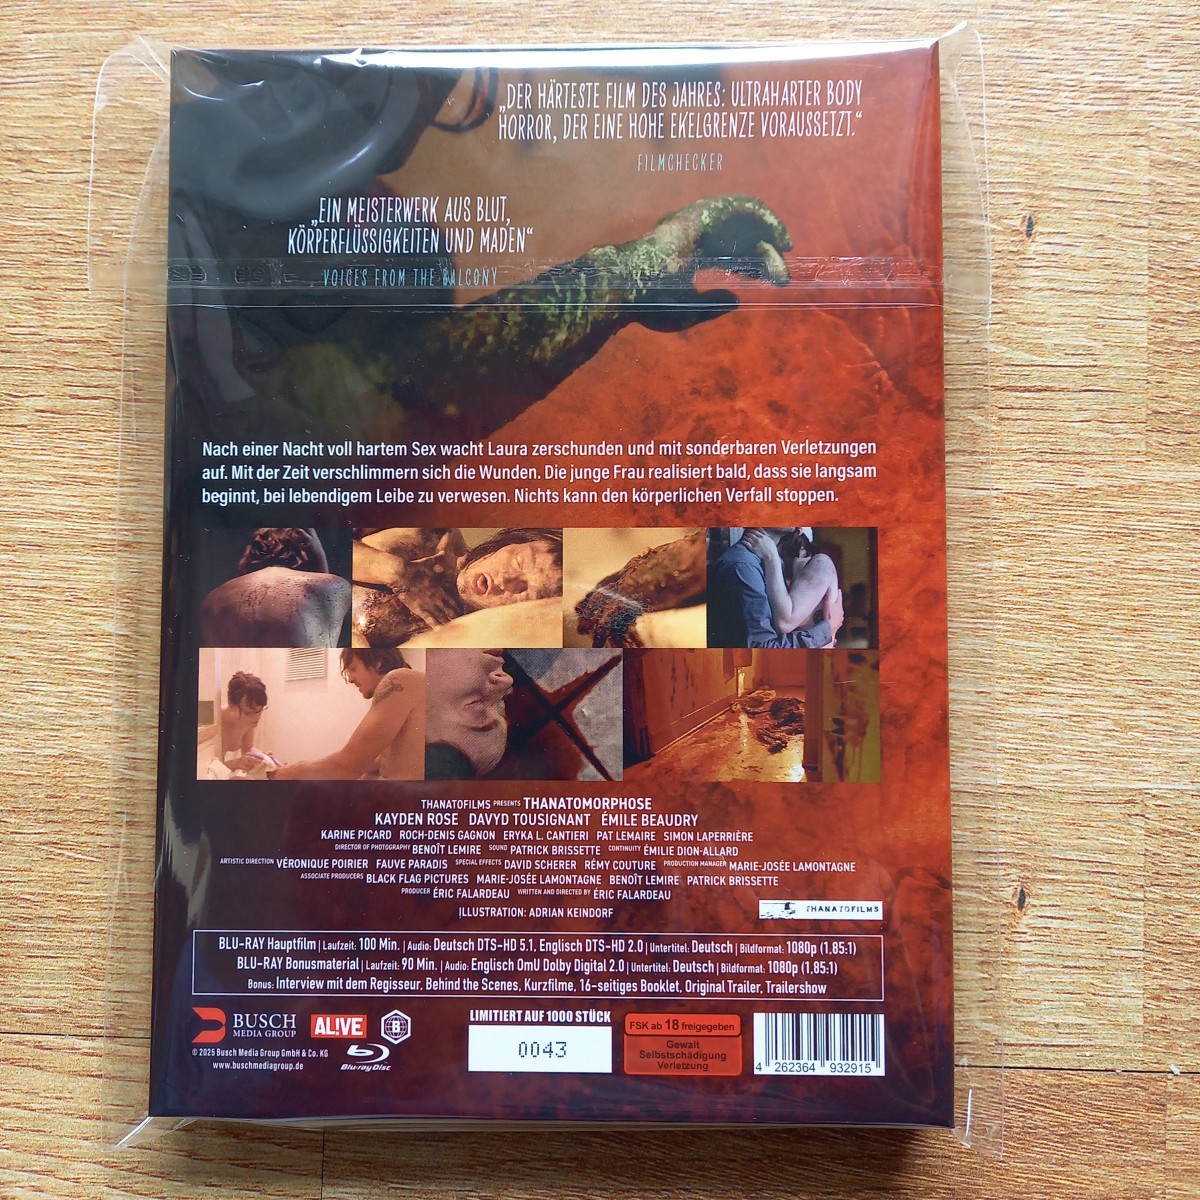 „DER HÄRTESTE FILM DES JAHRES: ULTRAHARTER BODY
HORROR, DER EINE HOHE EKELGRENZE VORAUSSETZT.“
FILMCHECKER
„EIN MEISTERWERK AUS BLUT,
KÖRPERFLÜSSIGKEITEN UND MADEN“
VOICES FROM THE BALCONY
Nach einer Nacht voll hartem Sex wacht Laura zerschunden und mit sonderbaren Verletzungen
auf. Mit der Zeit verschlimmern sich die Wunden. Die junge Frau realisiert bald, dass sie langsam
beginnt, bei lebendigem Leibe zu verwesen. Nichts kann den körperlichen Verfall stoppen.
THANATOFILMS PRESENTS THANATOMORPHOSE
KAYDEN ROSE DAVYD TOUSIGNANT ÉMILE BEAUDRY
KARINE PICARD ROCH-DENIS GAGNON ERYKA L. CANTIERI PAT LEMAIRE SIMON LAPERRIÈRE
DIRECTOR OF PHOTOGRAPHY BENOÎT LEMIRE SOUND PATRICK BRISSETTE CONTINUITY ÉMILIE DION-ALLARD
ARTISTIC DIRECTION VÉRONIQUE POIRIER FAUVE PARADIS SPECIAL EFFECTS DAVID SCHERER RÉMY COUTURE PRODUCTION MANAGER MARIE-JOSÉE LAMONTAGNE
ASSOCIATE PRODUCERS BLACK FLAG PICTURES MARIE-JOSÉE LAMONTAGNE BENOÎT LEMIRE PATRICK BRISSETTE
PRODUCER ÉRIC FALARDEAU WRITTEN AND DIRECTED BY ÉRIC FALARDEAU
ILLUSTRATION: ADRIAN KEINDORF
THANATOFILMS
BLU-RAY Hauptfilm | Laufzeit: 100 Min. | Audio: Deutsch DTS-HD 5.1, Englisch DTS-HD 2.0 | Untertitel: Deutsch | Bildformat: 1080p (1,85:1)
BLU-RAY Bonusmaterial | Laufzeit: 90 Min. | Audio: Englisch OmU Dolby Digital 2.0 | Untertitel: Deutsch | Bildformat: 1080p (1,85:1)
Bonus: Interview mit dem Regisseur, Behind the Scenes, Kurzfilme, 16-seitiges Booklet, Original Trailer, Trailershow
BUSCH
MEDIA GROUP
AL!VE
B
© 2025 Busch Media Group GmbH & Co. KG
www.buschmediagroup.de
Blu-ray Disc
LIMITIERT AUF 1000 STÜCK
0043
FSK ab 18 freigegeben
Gewalt
Selbstschädigung
Verletzung
4 262364 932915